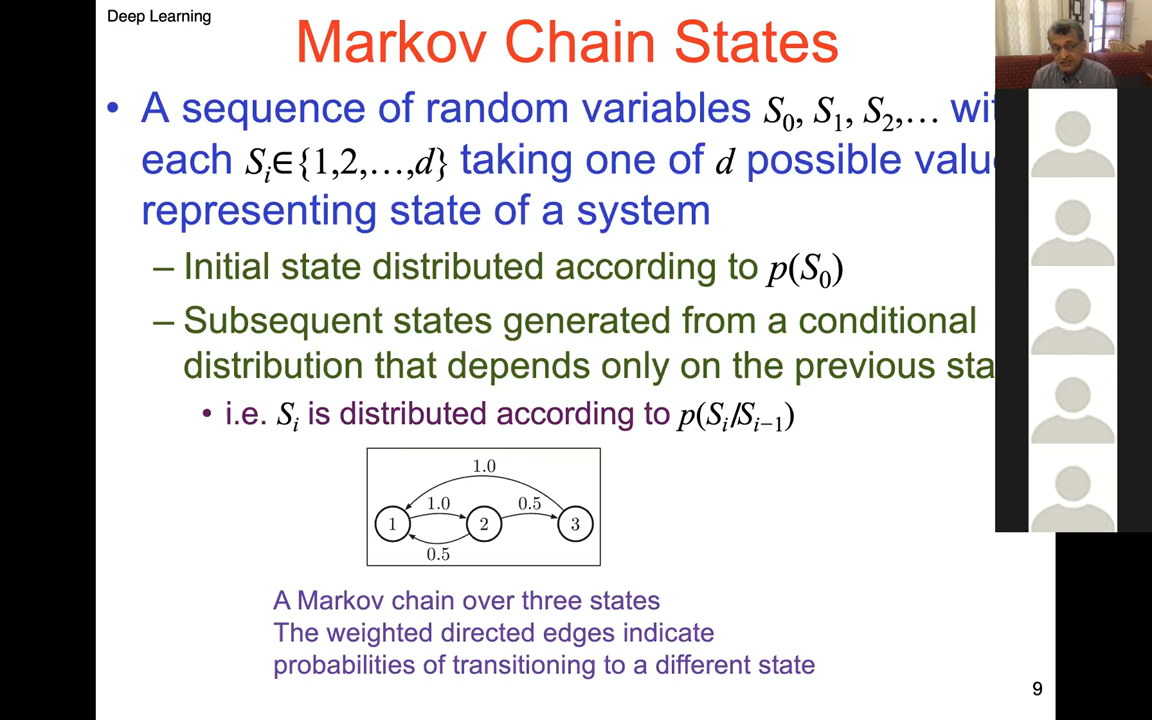 Deep Learning
Markov Chain States
• A sequence of random variables S₀, S₁, S₂,…
each Sᵢ∈{1,2,…,d} taking one of d possible
representing state of a system
– Initial state distributed according to p(S₀)
– Subsequent states generated from a conditional
distribution that depends only on the previous
• i.e. Sᵢ is distributed according to p(Sᵢ/Sᵢ₋₁)
1.0
1.0 0.5
1 2 3
0.5
A Markov chain over three states
The weighted directed edges indicate
probabilities of transitioning to a different state
9